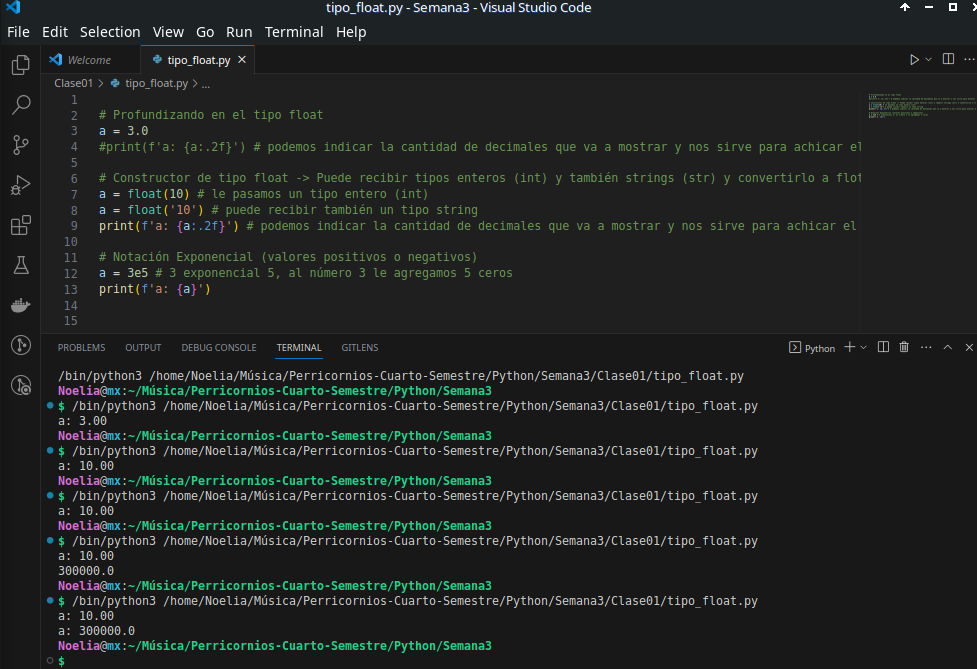 tipo_float.py - Semana3 - Visual Studio Code
File Edit Selection View Go Run Terminal Help
Welcome tipo_float.py
Clase01 > tipo_float.py > ...
1
2 # Profundizando en el tipo float
3 a = 3.0
4 #print(f'a: {a:.2f}') # podemos indicar la cantidad de decimales que va a mostrar y nos sirve para achicar el
5
6 # Constructor de tipo float -> Puede recibir tipos enteros (int) y también strings (str) y convertirlo a flot
7 a = float(10) # le pasamos un tipo entero (int)
8 a = float('10') # puede recibir también un tipo string
9 print(f'a: {a:.2f}') # podemos indicar la cantidad de decimales que va a mostrar y nos sirve para achicar el
10
11 # Notación Exponencial (valores positivos o negativos)
12 a = 3e5 # 3 exponencial 5, al número 3 le agregamos 5 ceros
13 print(f'a: {a}')
14
15
PROBLEMS OUTPUT DEBUG CONSOLE TERMINAL GITLENS Python
/bin/python3 /home/Noelia/Música/Perricornios-Cuarto-Semestre/Python/Semana3/Clase01/tipo_float.py
Noelia@mx:~/Música/Perricornios-Cuarto-Semestre/Python/Semana3
$ /bin/python3 /home/Noelia/Música/Perricornios-Cuarto-Semestre/Python/Semana3/Clase01/tipo_float.py
a: 3.00
Noelia@mx:~/Música/Perricornios-Cuarto-Semestre/Python/Semana3
$ /bin/python3 /home/Noelia/Música/Perricornios-Cuarto-Semestre/Python/Semana3/Clase01/tipo_float.py
a: 10.00
Noelia@mx:~/Música/Perricornios-Cuarto-Semestre/Python/Semana3
$ /bin/python3 /home/Noelia/Música/Perricornios-Cuarto-Semestre/Python/Semana3/Clase01/tipo_float.py
a: 10.00
Noelia@mx:~/Música/Perricornios-Cuarto-Semestre/Python/Semana3
$ /bin/python3 /home/Noelia/Música/Perricornios-Cuarto-Semestre/Python/Semana3/Clase01/tipo_float.py
a: 10.00
300000.0
Noelia@mx:~/Música/Perricornios-Cuarto-Semestre/Python/Semana3
$ /bin/python3 /home/Noelia/Música/Perricornios-Cuarto-Semestre/Python/Semana3/Clase01/tipo_float.py
a: 10.00
a: 300000.0
Noelia@mx:~/Música/Perricornios-Cuarto-Semestre/Python/Semana3
$